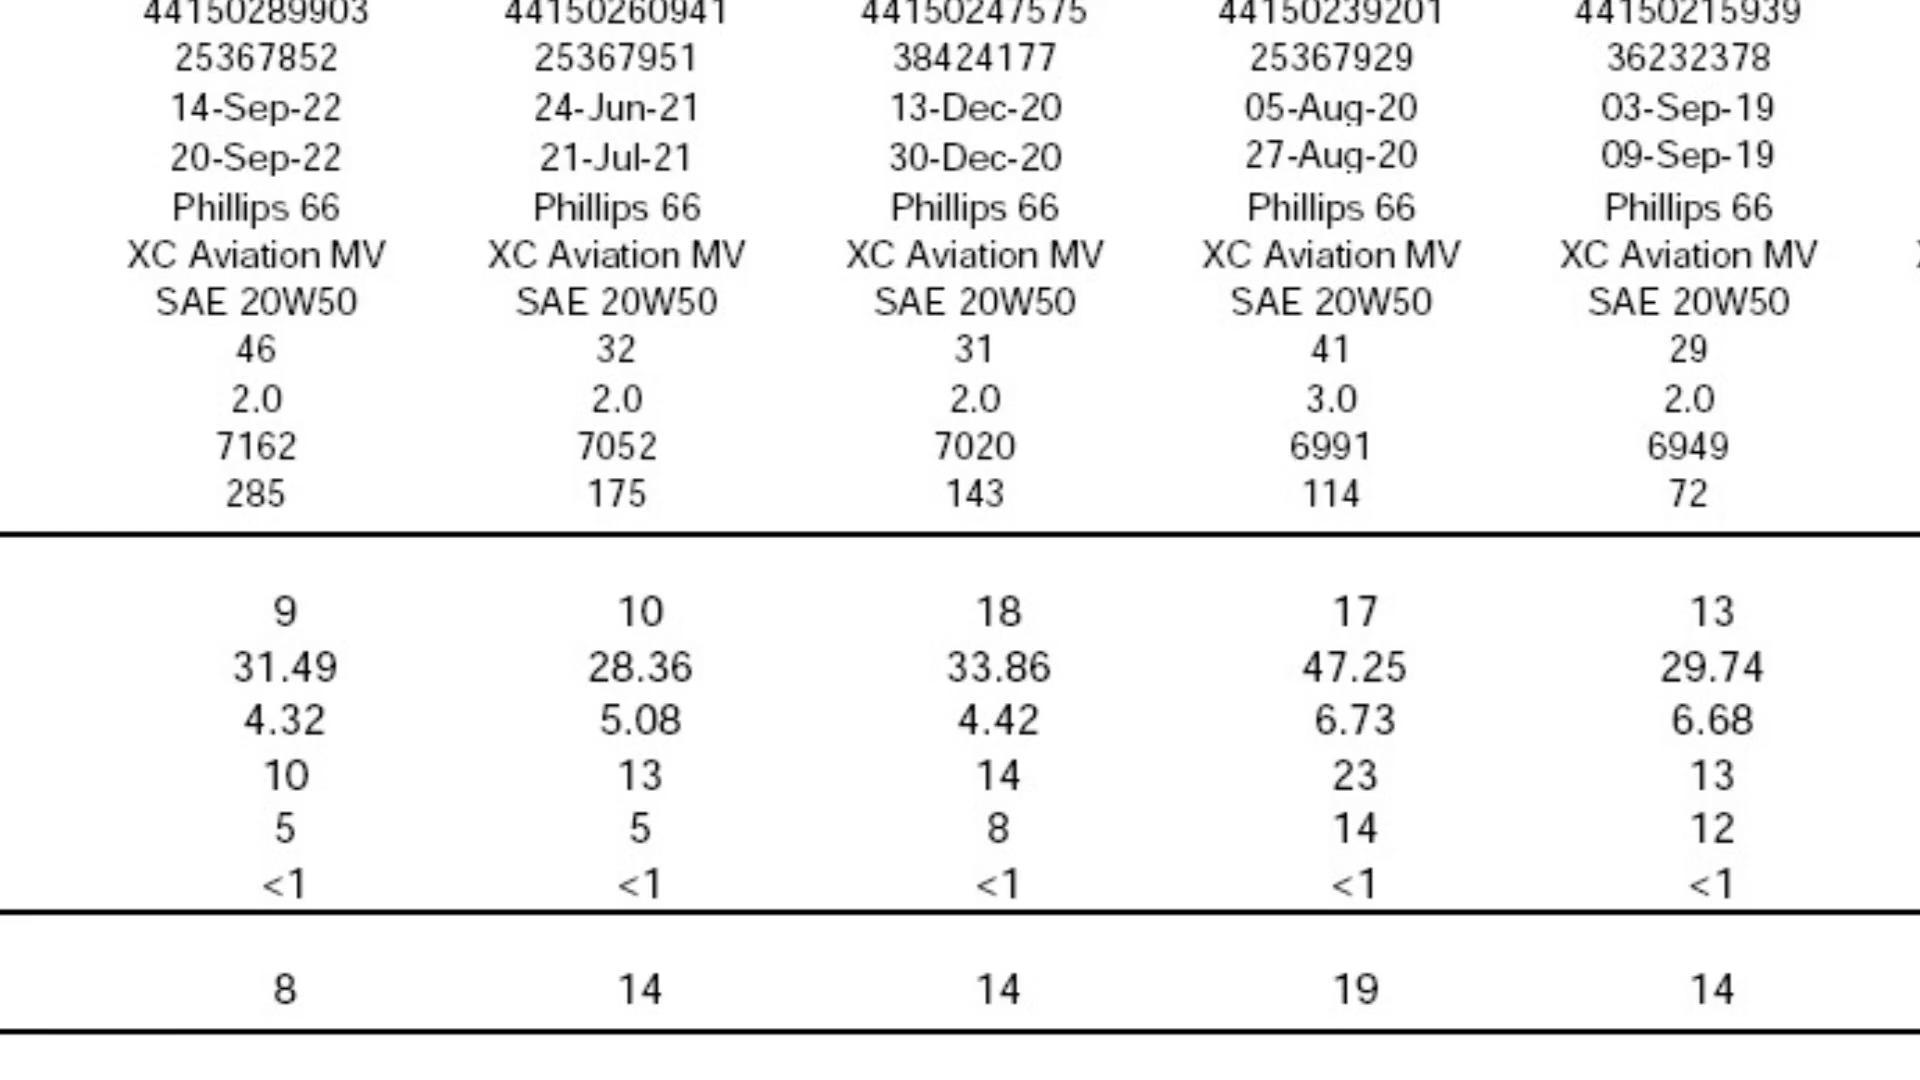 44150289903 44150260941 44150247575 44150239201 44150215939
25367852 25367951 38424177 25367929 36232378
14-Sep-22 24-Jun-21 13-Dec-20 05-Aug-20 03-Sep-19
20-Sep-22 21-Jul-21 30-Dec-20 27-Aug-20 09-Sep-19
Phillips 66 Phillips 66 Phillips 66 Phillips 66 Phillips 66
XC Aviation MV XC Aviation MV XC Aviation MV XC Aviation MV XC Aviation MV
SAE 20W50 SAE 20W50 SAE 20W50 SAE 20W50 SAE 20W50
46 32 31 41 29
2.0 2.0 2.0 3.0 2.0
7162 7052 7020 6991 6949
285 175 143 114 72
9 10 18 17 13
31.49 28.36 33.86 47.25 29.74
4.32 5.08 4.42 6.73 6.68
10 13 14 23 13
5 5 8 14 12
<1 <1 <1 <1 <1
8 14 14 19 14